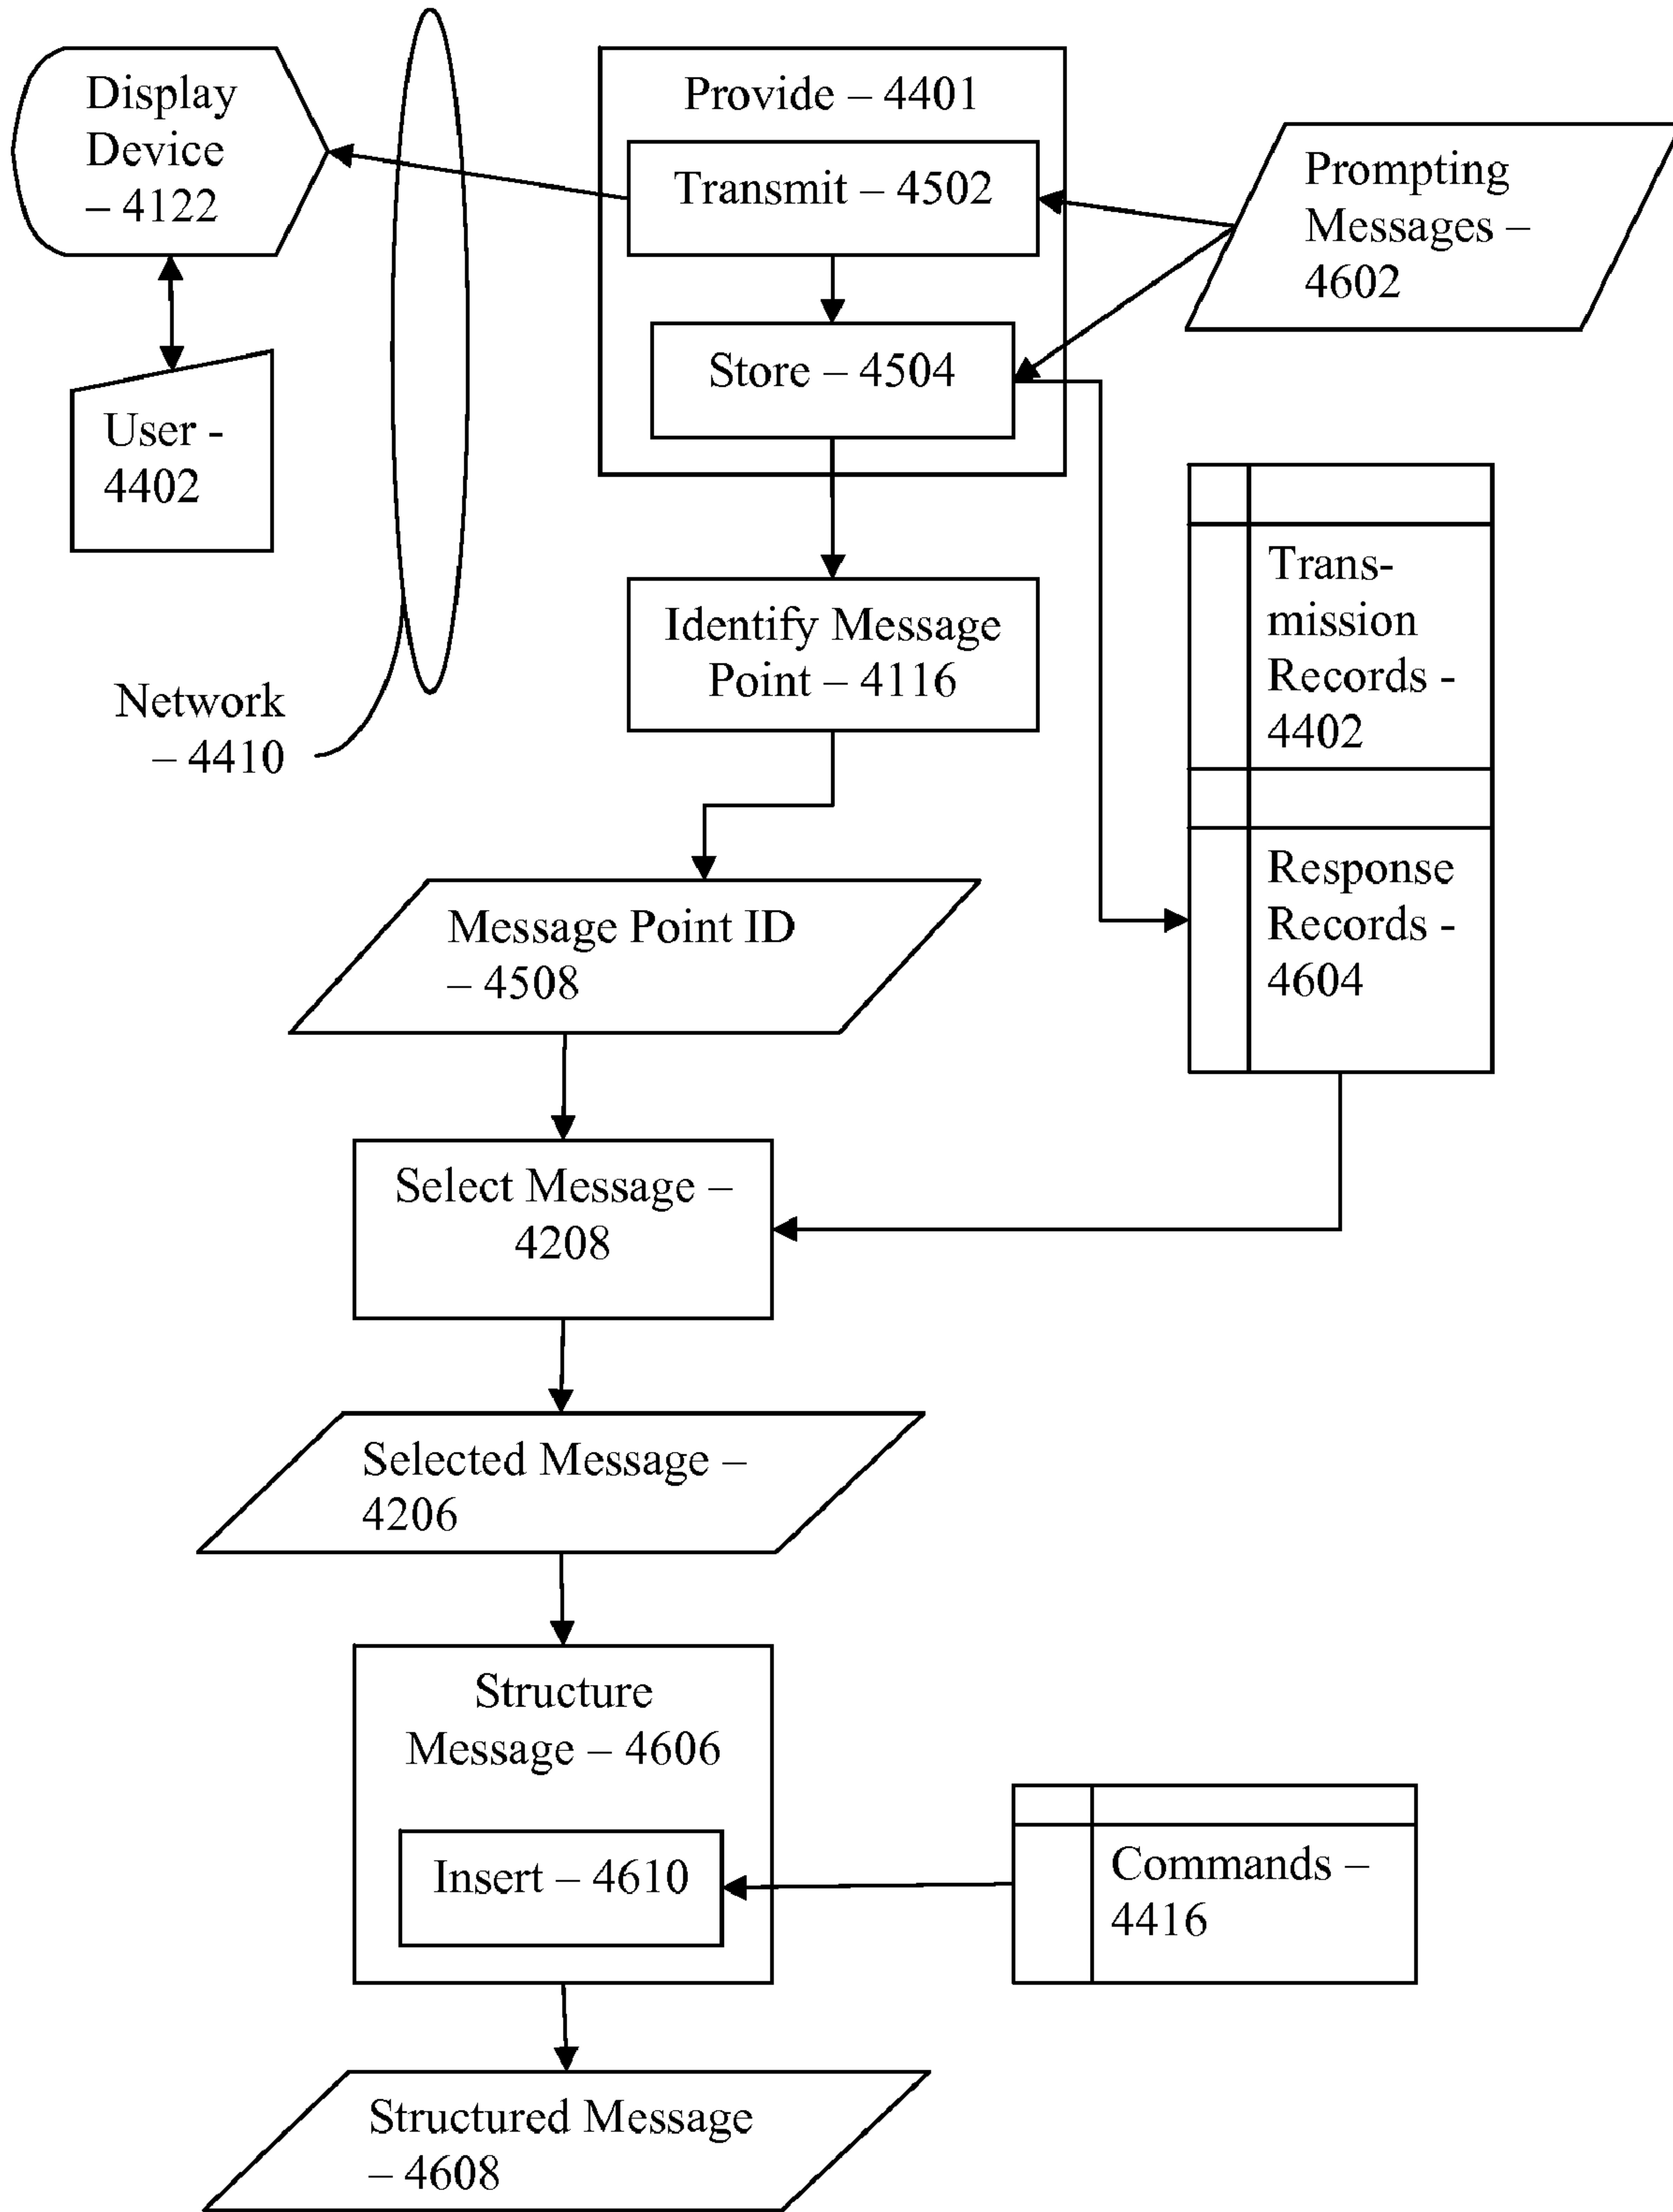 Display
Device
– 4122
Provide – 4401
Transmit – 4502
Prompting
Messages –
4602
Store – 4504
User -
4402
Identify Message
Point – 4116
Trans-
mission
Records -
4402
Network
– 4410
Response
Records -
4604
Message Point ID
– 4508
Select Message –
4208
Selected Message –
4206
Structure
Message – 4606
Insert – 4610
Commands –
4416
Structured Message
– 4608